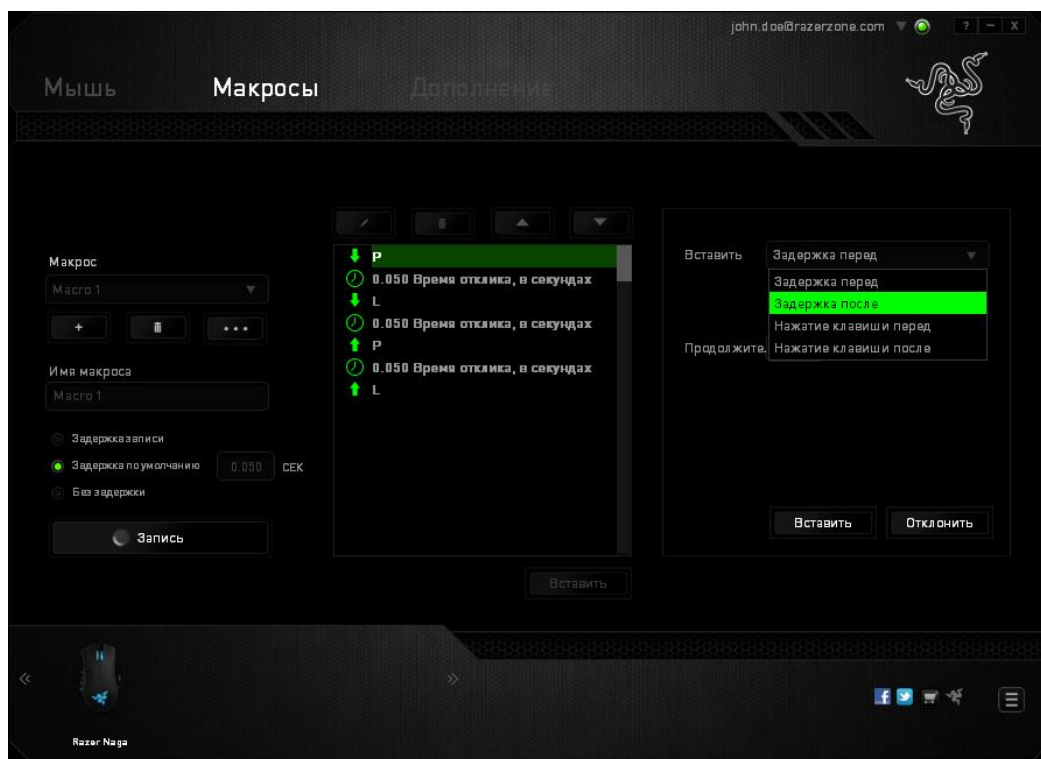 john.doe@razerzone.com
? – X
Мышь
Макросы
Дополнение
Макрос
Macro 1
+
Имя макроса
Macro 1
Задержка записи
Задержка по умолчанию 0.050 СЕК
Без задержки
Запись
P
0.050 Время отклика, в секундах
L
0.050 Время отклика, в секундах
P
0.050 Время отклика, в секундах
L
Вставить
Вставить Задержка перед
Задержка перед
Задержка после
Нажатие клавиши перед
Продолжите. Нажатие клавиши после
Вставить
Отклонить
Razer Naga